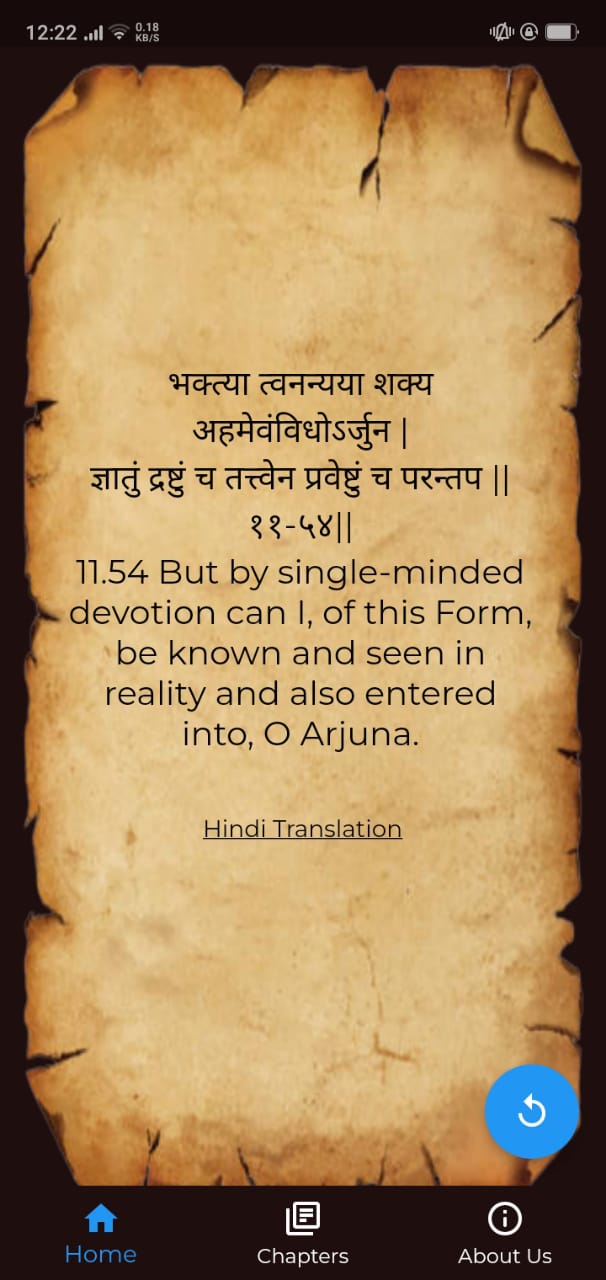 12:22
0.18
KB/S
भक्त्या त्वनन्यया शक्य
अहमेवंविधोऽर्जुन |
ज्ञातुं द्रष्टुं च तत्त्वेन प्रवेष्टुं च परन्तप ||
११-५४||
11.54 But by single-minded
devotion can I, of this Form,
be known and seen in
reality and also entered
into, O Arjuna.
Hindi Translation
Home
Chapters
About Us